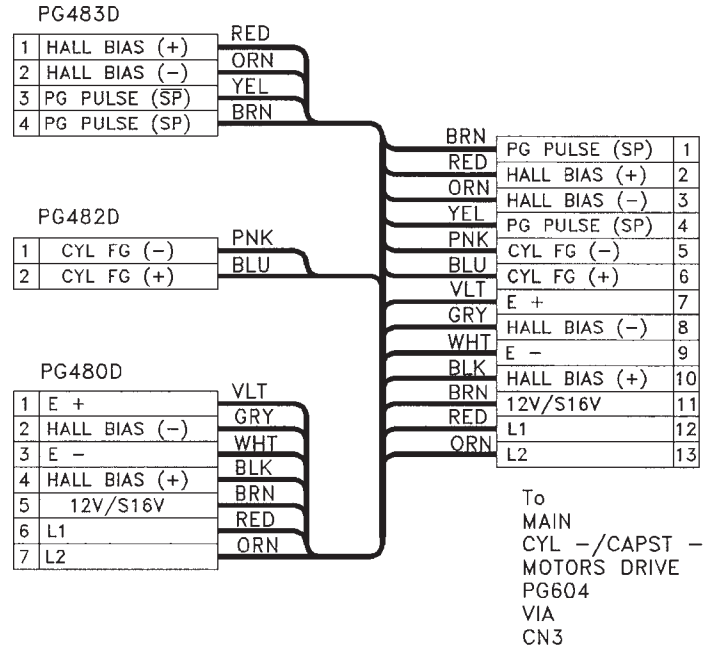 PG483D
1 HALL BIAS (+) RED
2 HALL BIAS (−) ORN
3 PG PULSE (S̅P̅) YEL
4 PG PULSE (SP) BRN
PG482D
1 CYL FG (−) PNK
2 CYL FG (+) BLU
PG480D
1 E + VLT
2 HALL BIAS (−) GRY
3 E − WHT
4 HALL BIAS (+) BLK
5 12V/S16V BRN
6 L1 RED
7 L2 ORN
BRN PG PULSE (SP) 1
RED HALL BIAS (+) 2
ORN HALL BIAS (−) 3
YEL PG PULSE (SP) 4
PNK CYL FG (−) 5
BLU CYL FG (+) 6
VLT E + 7
GRY HALL BIAS (−) 8
WHT E − 9
BLK HALL BIAS (+) 10
BRN 12V/S16V 11
RED L1 12
ORN L2 13
To
MAIN
CYL −/CAPST −
MOTORS DRIVE
PG604
VIA
CN3